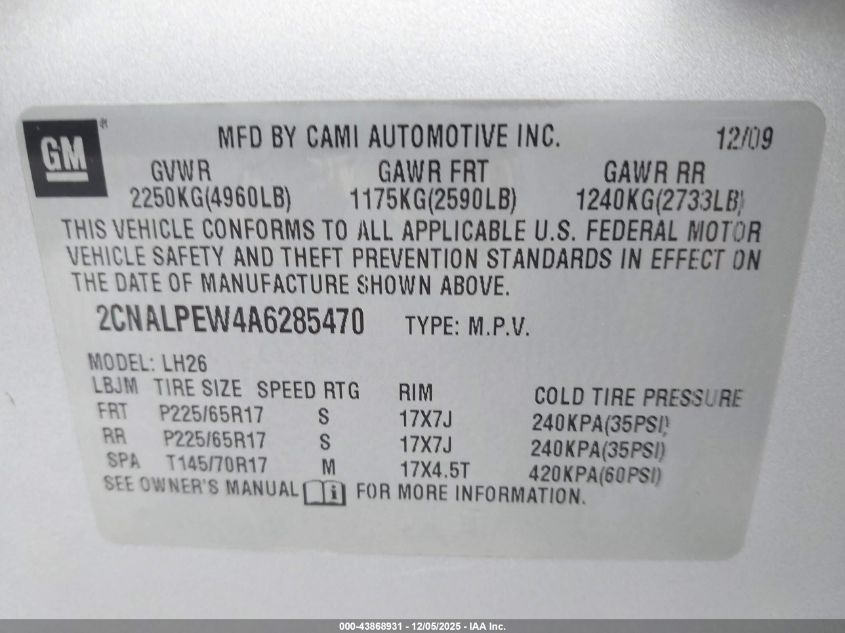 GM
MFD BY CAMI AUTOMOTIVE INC. 12/09
GVWR GAWR FRT GAWR RR
2250KG(4960LB) 1175KG(2590LB) 1240KG(2733LB)
THIS VEHICLE CONFORMS TO ALL APPLICABLE U.S. FEDERAL MOTOR
VEHICLE SAFETY AND THEFT PREVENTION STANDARDS IN EFFECT ON
THE DATE OF MANUFACTURE SHOWN ABOVE.
2CNALPEW4A6285470 TYPE: M.P.V.
MODEL: LH26
LBJM TIRE SIZE SPEED RTG RIM COLD TIRE PRESSURE
FRT P225/65R17 S 17X7J 240KPA(35PSI)
RR P225/65R17 S 17X7J 240KPA(35PSI)
SPA T145/70R17 M 17X4.5T 420KPA(60PSI)
SEE OWNER'S MANUAL FOR MORE INFORMATION.
000-43868931 - 12/05/2025 - IAA Inc.